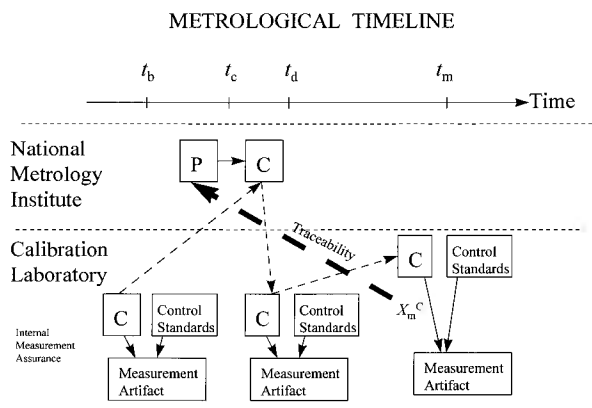 METROLOGICAL TIMELINE
t_b t_c t_d t_m
Time
National
Metrology
Institute
P C
Traceability
Calibration
Laboratory
C Control
Standards
X_m^C
C Control
Standards
C Control
Standards
Internal
Measurement
Assurance
Measurement
Artifact
Measurement
Artifact
Measurement
Artifact